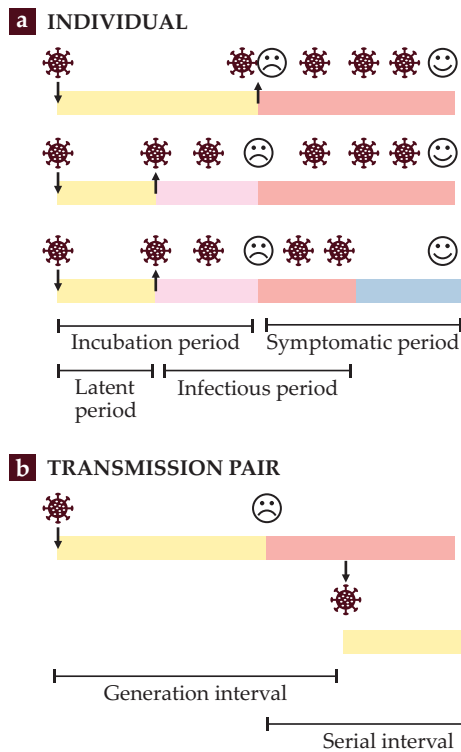 a INDIVIDUAL
Incubation period
Symptomatic period
Latent
period
Infectious period
b TRANSMISSION PAIR
Generation interval
Serial interval